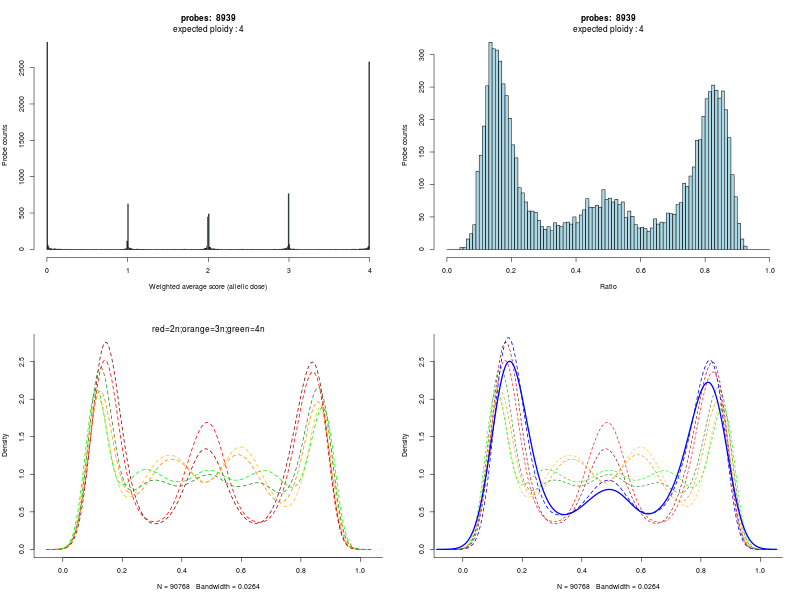 probes: 8939
expected ploidy : 4
Probe counts
0
500
1000
1500
2000
2500
0 1 2 3 4
Weighted average score (allelic dose)
probes: 8939
expected ploidy : 4
Probe counts
0
50
100
150
200
250
300
0.0 0.2 0.4 0.6 0.8 1.0
Ratio
red=2n;orange=3n;green=4n
Density
0.0
0.5
1.0
1.5
2.0
2.5
0.0 0.2 0.4 0.6 0.8 1.0
N = 90768 Bandwidth = 0.0264
Density
0.0
0.5
1.0
1.5
2.0
2.5
0.0 0.2 0.4 0.6 0.8 1.0
N = 90768 Bandwidth = 0.0264